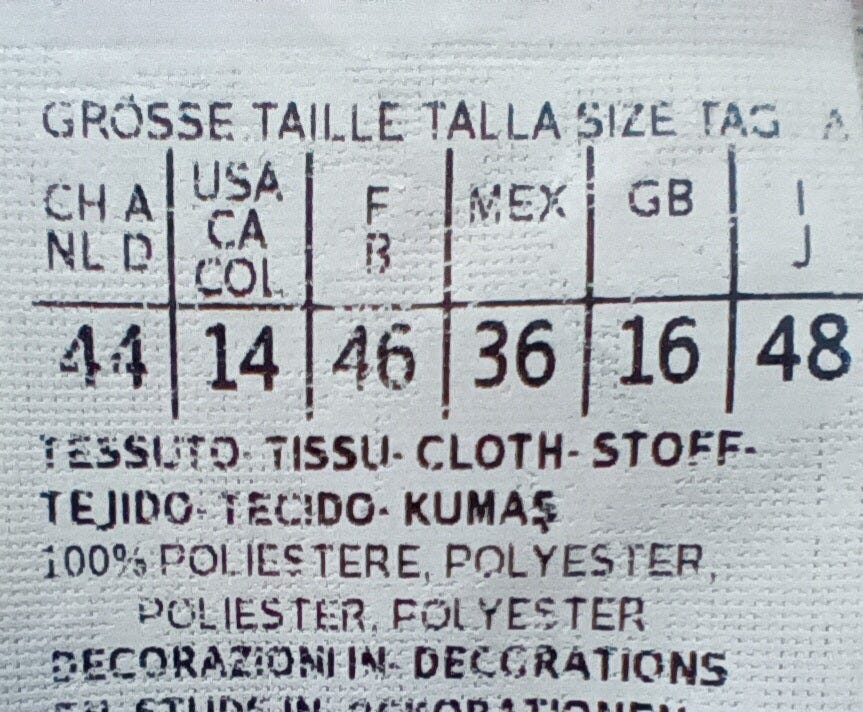 GRÖSSE TAILLE TALLA SIZE TAG
CH A USA F MEX GB I
NL D CA B J
COL
44 14 46 36 16 48
TESSUTO- TISSU- CLOTH- STOFF-
TEJIDO- TECIDO- KUMAŞ
100% POLIESTERE, POLYESTER,
POLIESTER, POLYESTER
DECORAZIONI IN- DECORATIONS